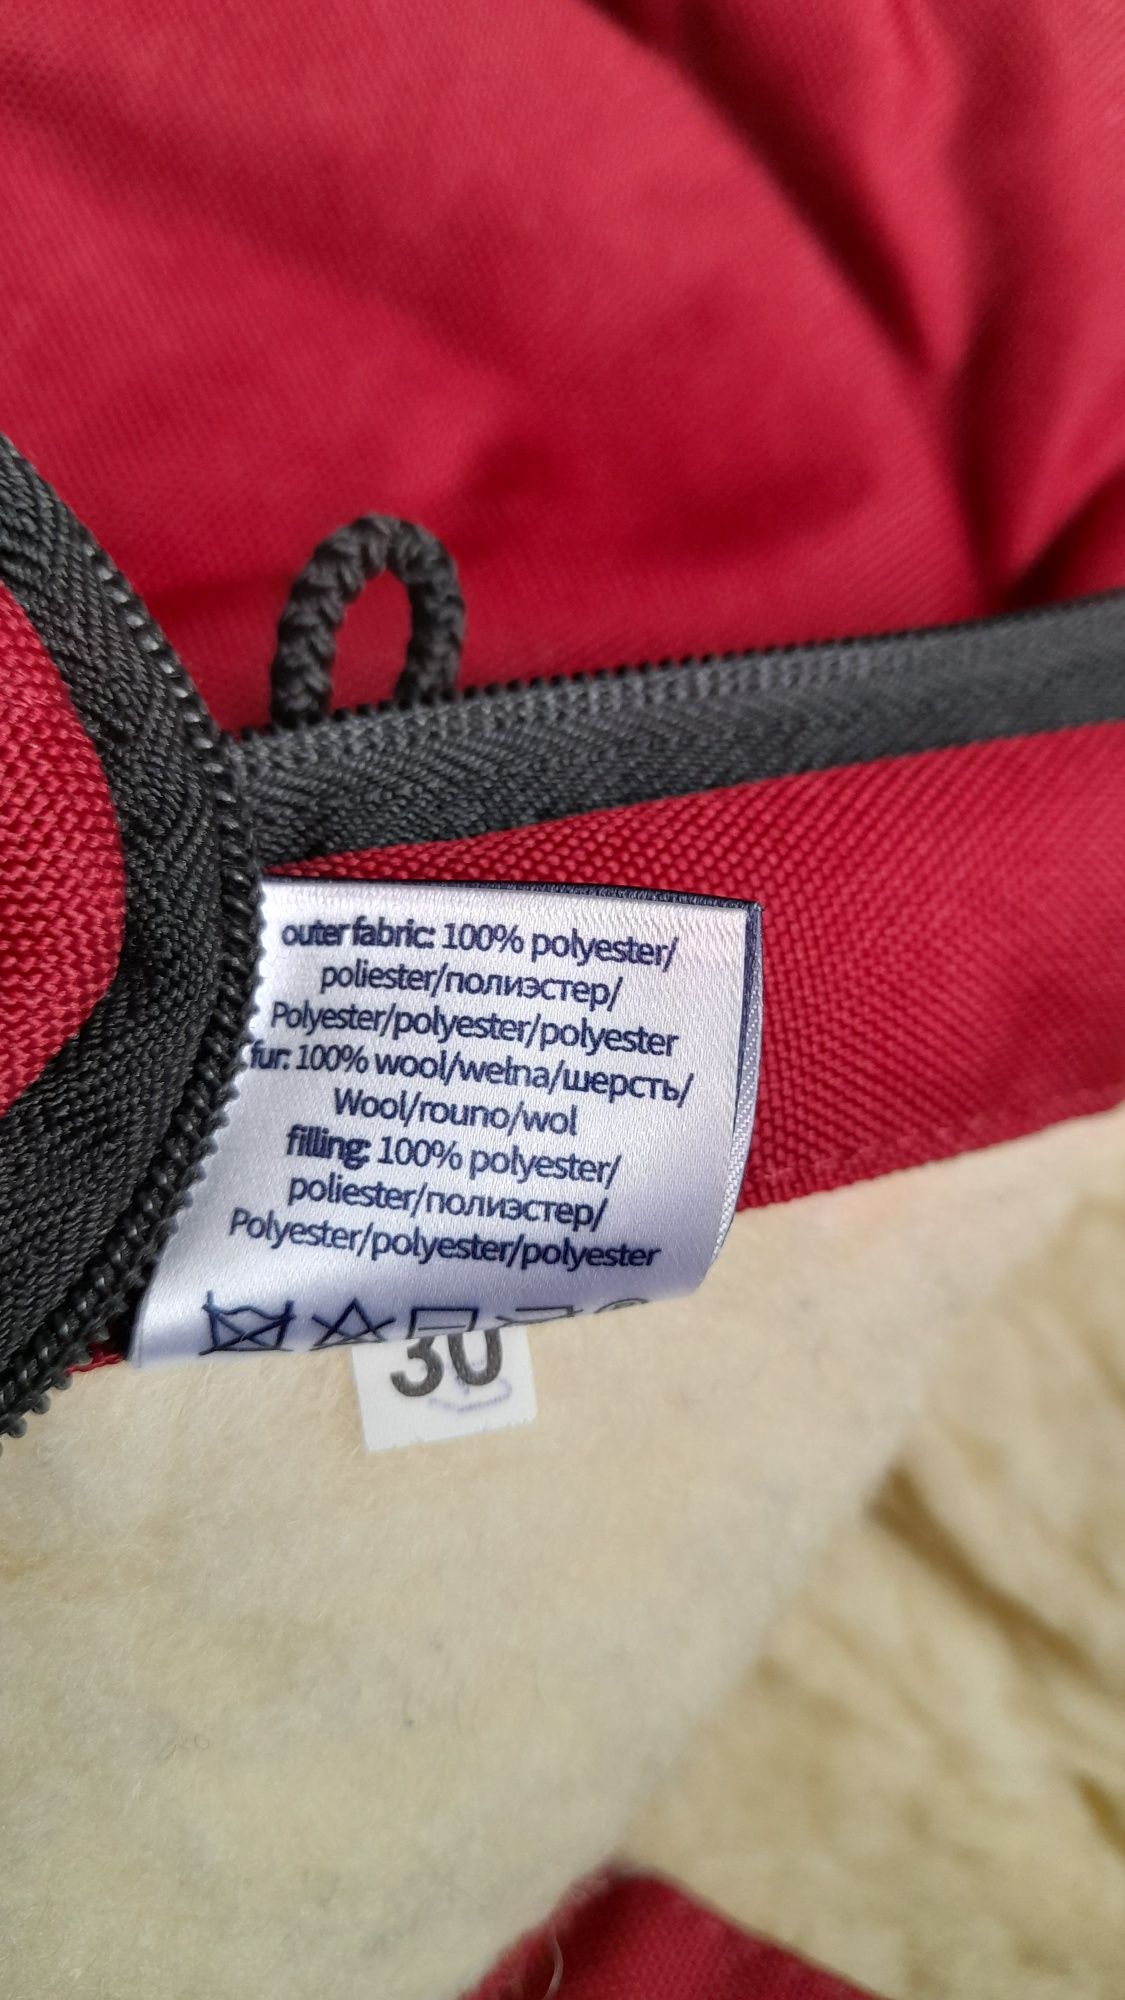 outer fabric: 100% polyester/
poliester/полиэстер/
Polyester/polyester/polyester
fur: 100% wool/wełna/шерсть/
Wool/rouno/wol
filling: 100% polyester/
poliester/полиэстер/
Polyester/polyester/polyester
30